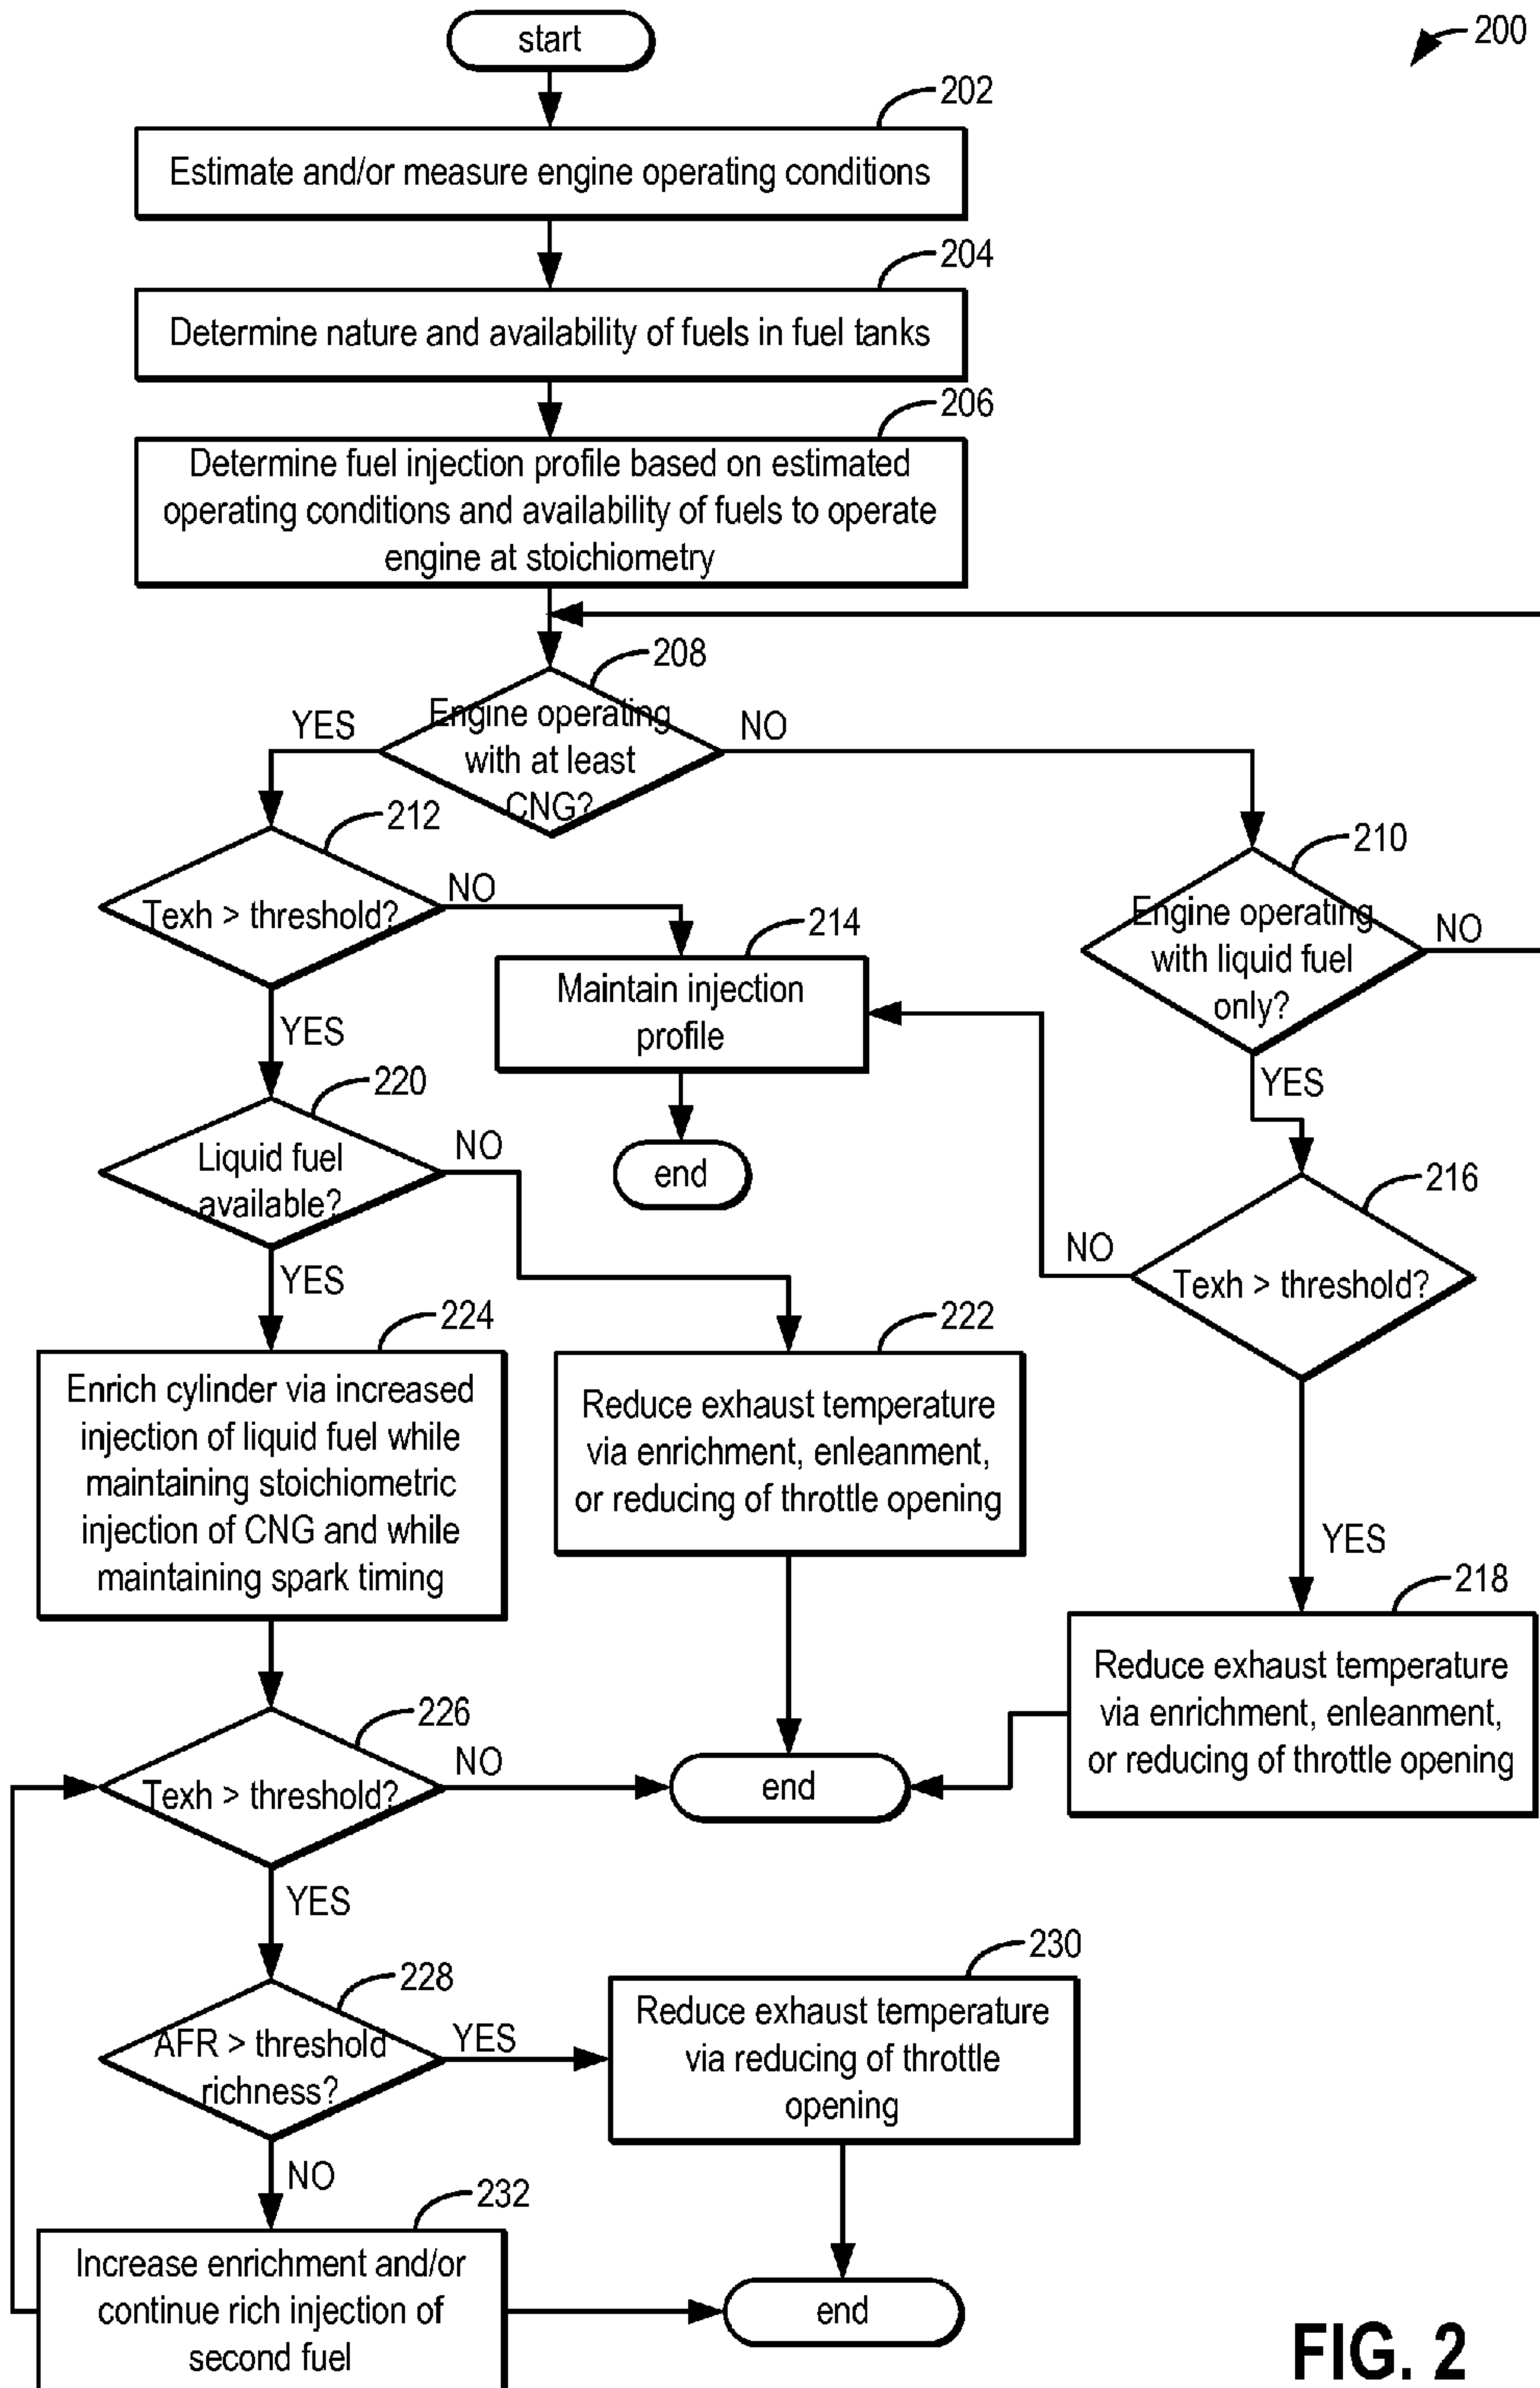 start
200
202
Estimate and/or measure engine operating conditions
204
Determine nature and availability of fuels in fuel tanks
206
Determine fuel injection profile based on estimated
operating conditions and availability of fuels to operate
engine at stoichiometry
208
Engine operating
with at least
CNG?
YES
NO
212
Texh > threshold?
NO
YES
214
Maintain injection
profile
end
210
Engine operating
with liquid fuel
only?
NO
YES
216
Texh > threshold?
NO
YES
220
Liquid fuel
available?
NO
YES
224
Enrich cylinder via increased
injection of liquid fuel while
maintaining stoichiometric
injection of CNG and while
maintaining spark timing
222
Reduce exhaust temperature
via enrichment, enleanment,
or reducing of throttle opening
218
Reduce exhaust temperature
via enrichment, enleanment,
or reducing of throttle opening
226
Texh > threshold?
NO
end
YES
228
AFR > threshold
richness?
YES
NO
230
Reduce exhaust temperature
via reducing of throttle
opening
232
Increase enrichment and/or
continue rich injection of
second fuel
end
FIG. 2